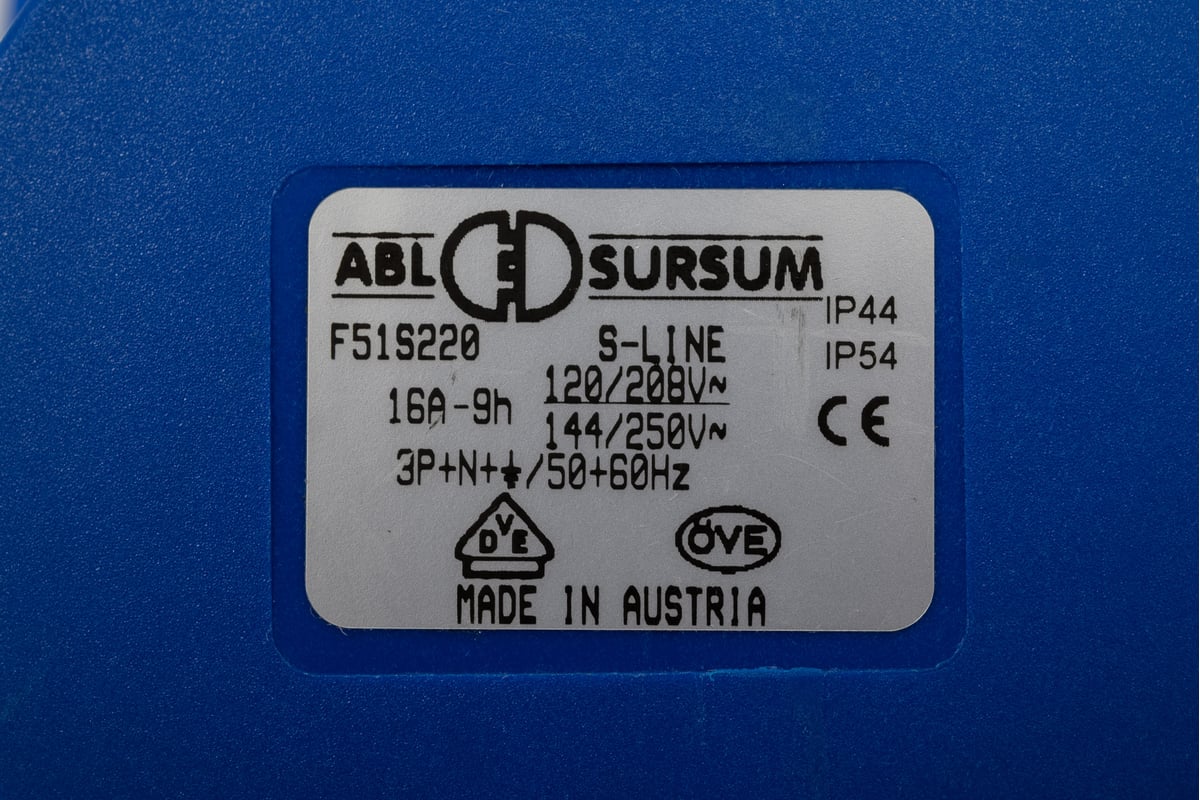 ABL SURSUM
IP44
F51S220 S-LINE
IP54
120/208V~
16A-9h
144/250V~
CE
3P+N+⏚/50+60Hz
DVE ÖVE
MADE IN AUSTRIA